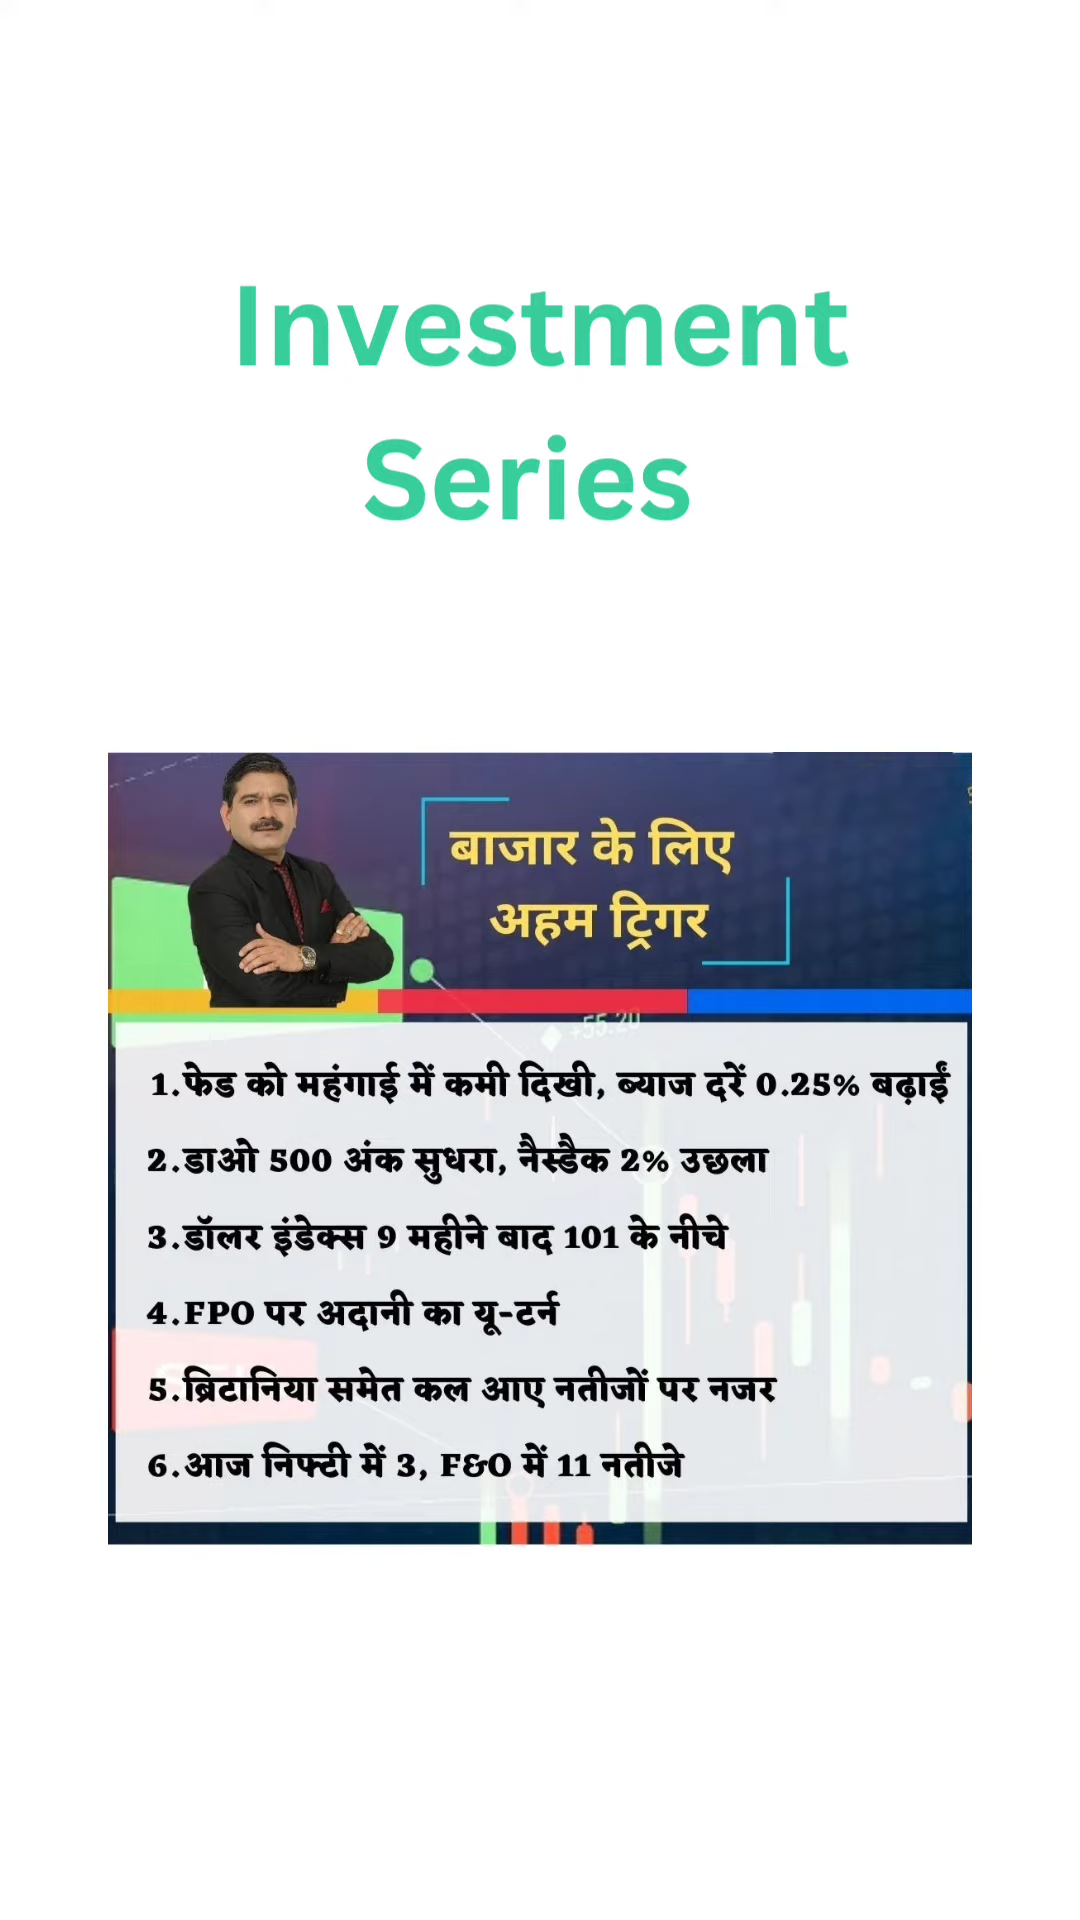 Investment
Series
बाजार के लिए
अहम ट्रिगर
+55.20
1.फेड को महंगाई में कमी दिखी, ब्याज दरें 0.25% बढ़ाईं
2.डाओ 500 अंक सुधरा, नैस्डैक 2% उछला
3.डॉलर इंडेक्स 9 महीने बाद 101 के नीचे
4.FPO पर अदानी का यू-टर्न
5.ब्रिटानिया समेत कल आए नतीजों पर नजर
6.आज निफ्टी में 3, F&O में 11 नतीजे